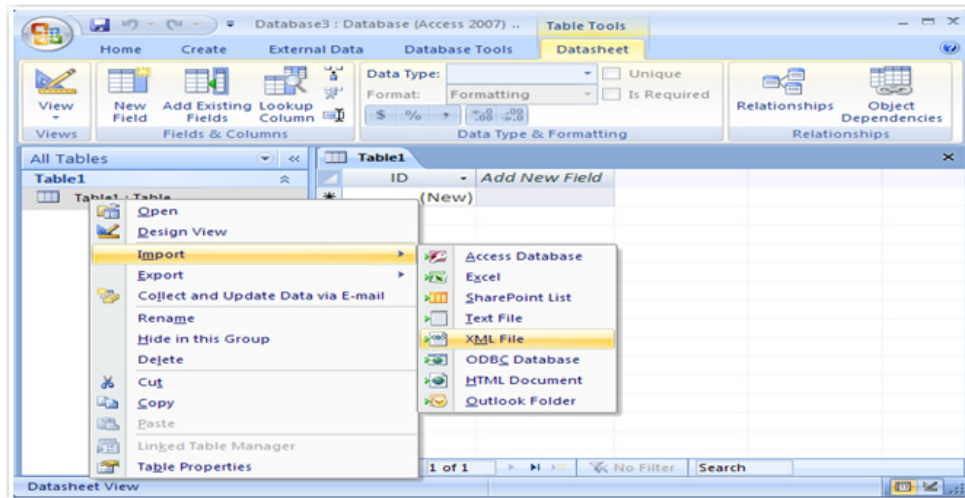 Database3 : Database (Access 2007) .. Table Tools
Home Create External Data Database Tools Datasheet
View
New Field
Add Existing Fields
Lookup Column
Data Type:
Unique
Format: Formatting
Is Required
$ % ,
Relationships
Object Dependencies
Views Fields & Columns Data Type & Formatting Relationships
All Tables
Table1
ID Add New Field
Table1
Table1 : Table
(New)
Open
Design View
Import
Export
Collect and Update Data via E-mail
Rename
Hide in this Group
Delete
Cut
Copy
Paste
Linked Table Manager
Table Properties
Access Database
Excel
SharePoint List
Text File
XML File
ODBC Database
HTML Document
Outlook Folder
1 of 1 No Filter Search
Datasheet View